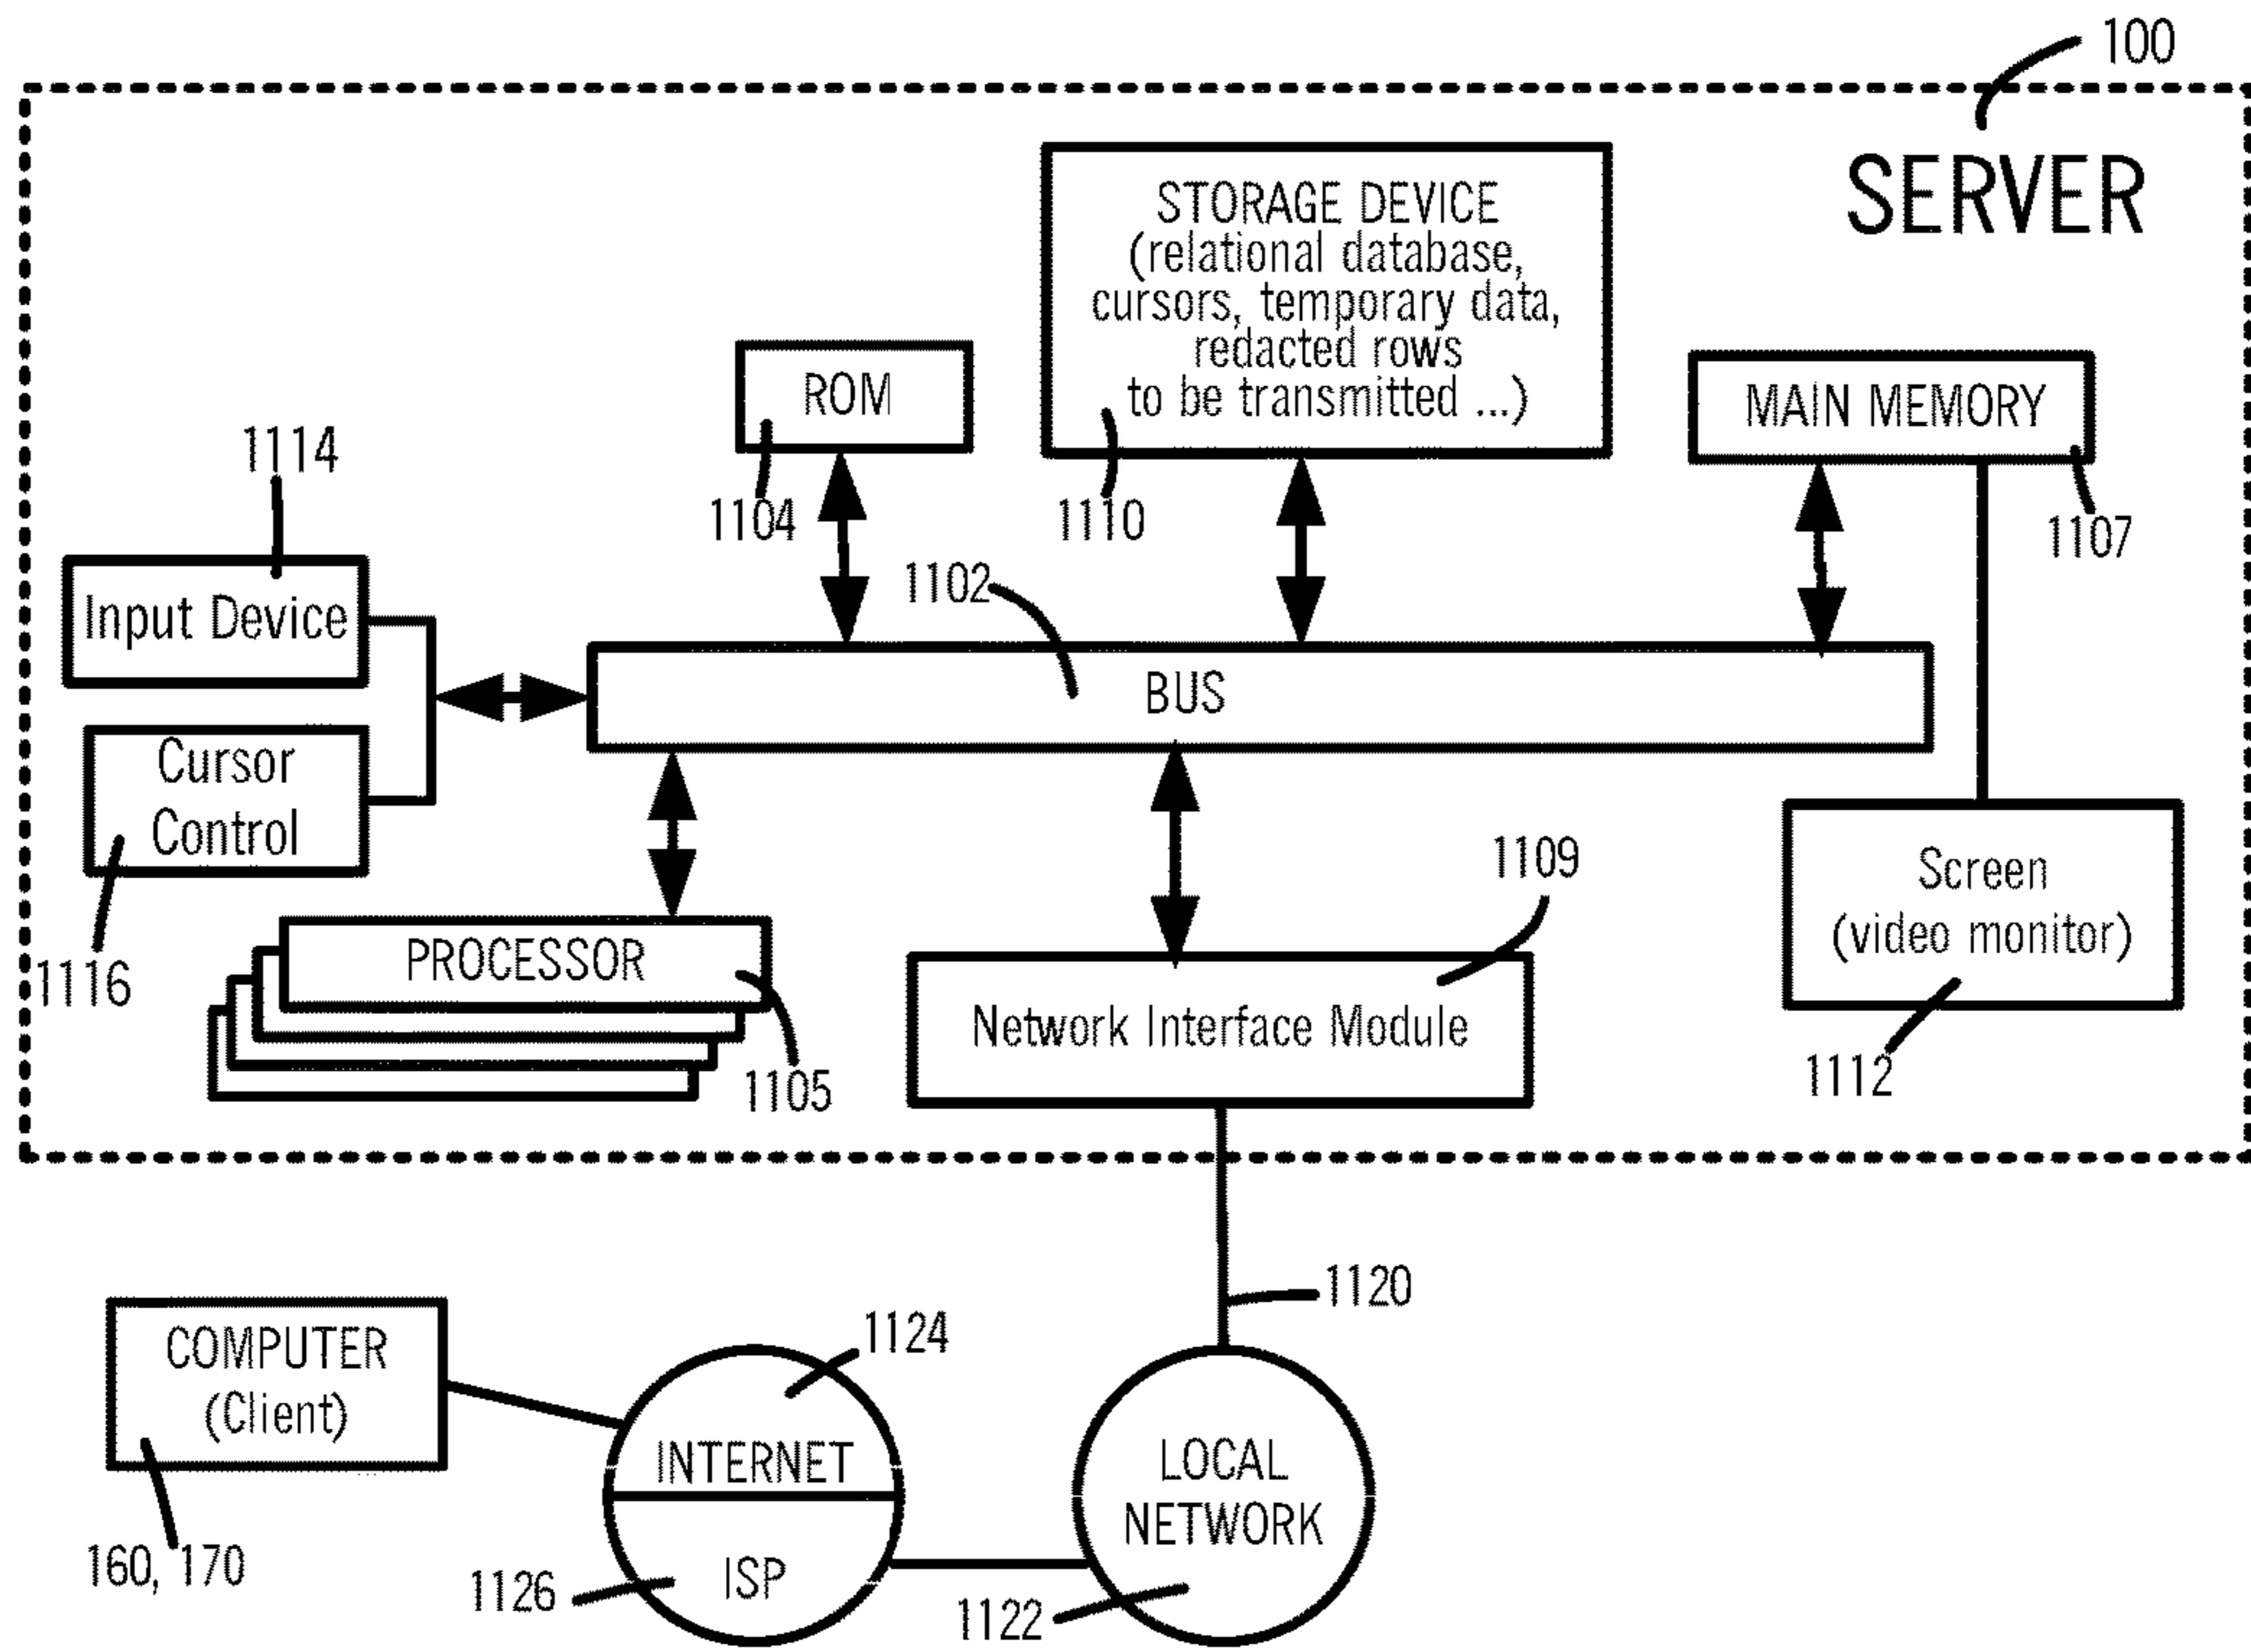 100
SERVER
STORAGE DEVICE
(relational database,
cursors, temporary data,
redacted rows
to be transmitted ...)
1110
ROM
1104
MAIN MEMORY
1107
1114
Input Device
1102
BUS
Cursor
Control
1116
PROCESSOR
1105
1109
Network Interface Module
Screen
(video monitor)
1112
1120
COMPUTER
(Client)
160, 170
1124
INTERNET
ISP
1126
LOCAL
NETWORK
1122